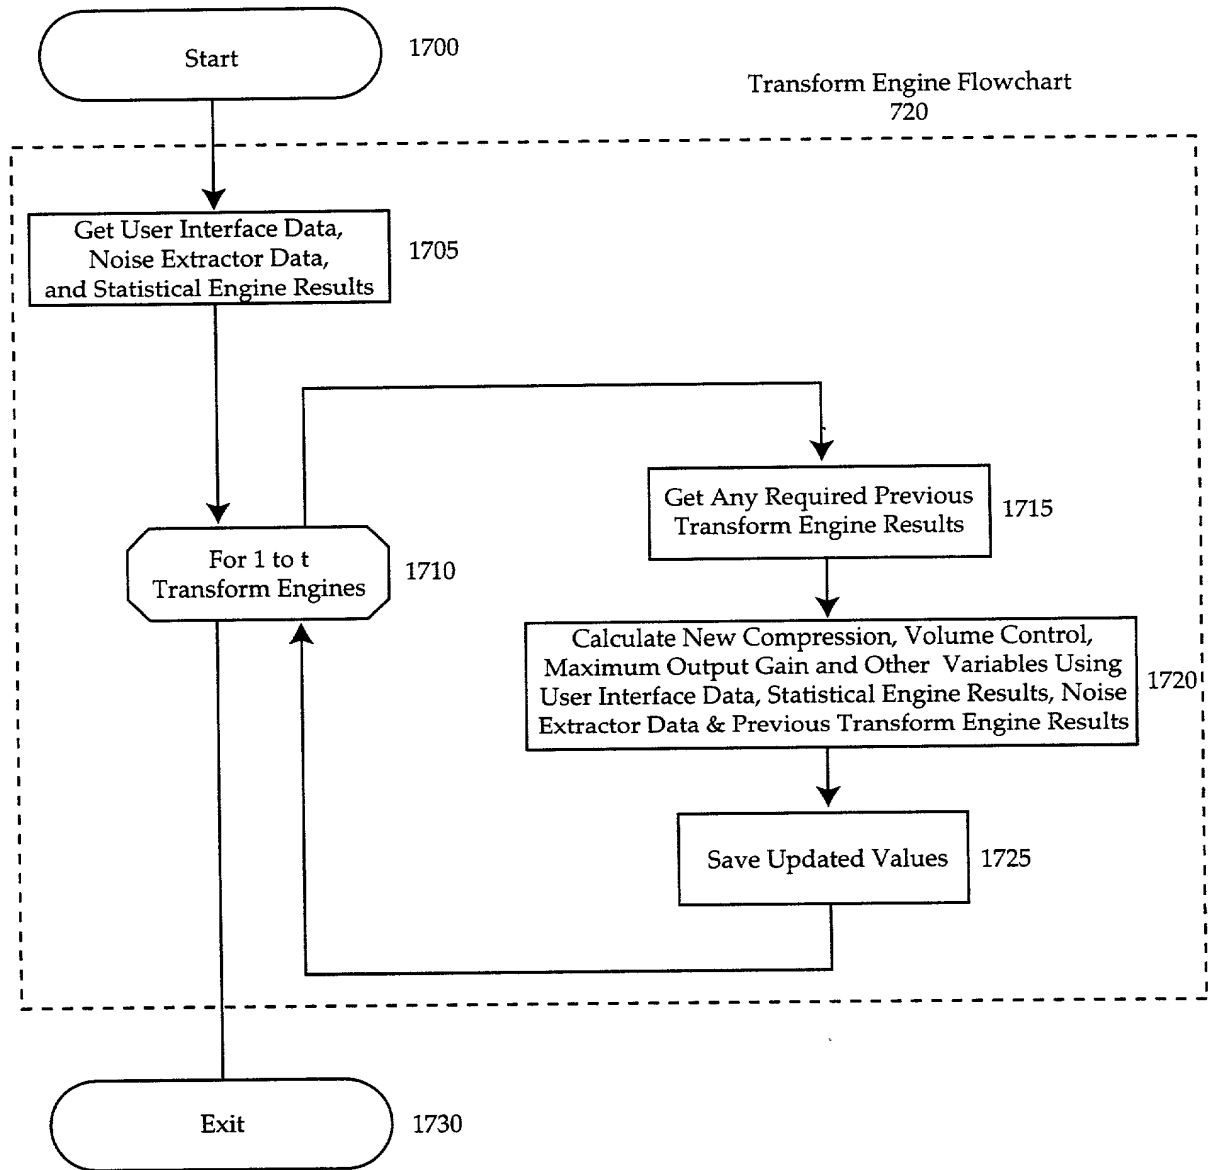 Start
1700
Transform Engine Flowchart
720
Get User Interface Data,
Noise Extractor Data,
and Statistical Engine Results
1705
For 1 to t
Transform Engines
1710
Get Any Required Previous
Transform Engine Results
1715
Calculate New Compression, Volume Control,
Maximum Output Gain and Other Variables Using
User Interface Data, Statistical Engine Results, Noise
Extractor Data & Previous Transform Engine Results
1720
Save Updated Values
1725
Exit
1730